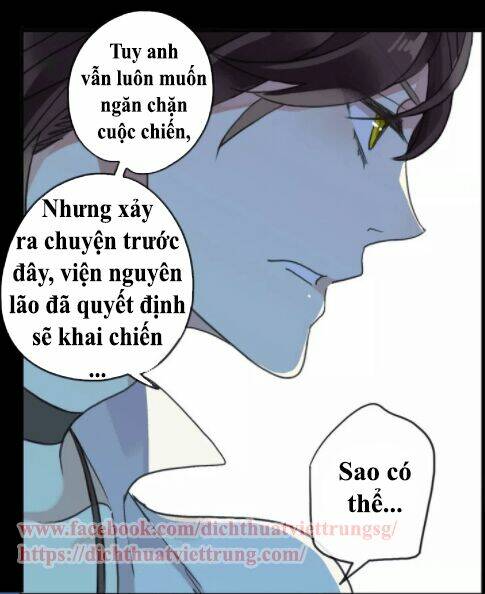 Tuy anh
vẫn luôn muốn
ngăn chặn
cuộc chiến,
Nhưng xảy
ra chuyện trước
đây, viện nguyên
lão đã quyết định
sẽ khai chiến
...
Sao có
thể...
www.facebook.com/dichthuatviettrungsg/
https://dichthuatviettrung.com/